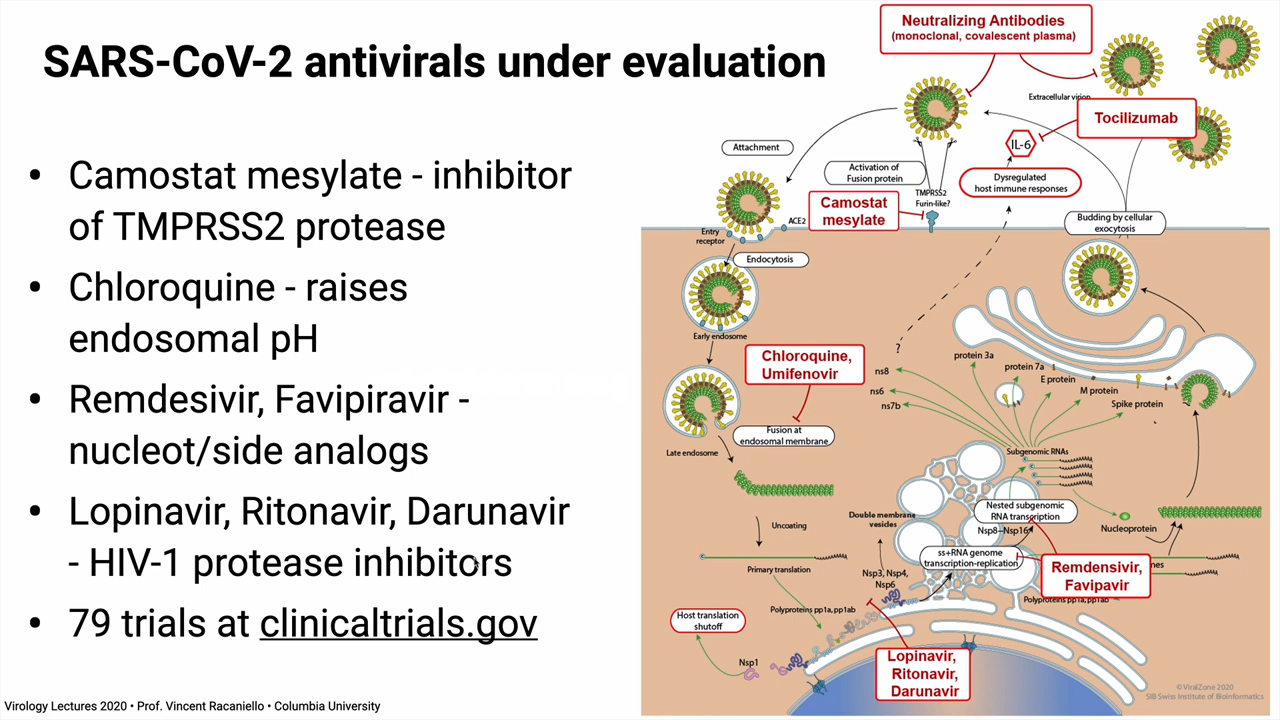 SARS-CoV-2 antivirals under evaluation
• Camostat mesylate - inhibitor
of TMPRSS2 protease
• Chloroquine - raises
endosomal pH
• Remdesivir, Favipiravir -
nucleot/side analogs
• Lopinavir, Ritonavir, Darunavir
- HIV-1 protease inhibitors
• 79 trials at clinicaltrials.gov
Virology Lectures 2020 • Prof. Vincent Racaniello • Columbia University
Neutralizing Antibodies
(monoclonal, covalescent plasma)
Extracellular virion
Tocilizumab
IL-6
Attachment
Activation of
Fusion protein
Dysregulated
host immune responses
TMPRSS2
Furin-like?
Camostat
mesylate
ACE2
Entry
receptor
Budding by cellular
exocytosis
Endocytosis
Early endosome
?
Chloroquine,
Umifenovir
protein 3a
protein 7a
E protein
M protein
Spike protein
ns8
ns6
ns7b
Fusion at
endosomal membrane
Late endosome
Subgenomic RNAs
Double membrane
vesicles
Nested subgenomic
RNA transcription
Nsp8–Nsp16
Nucleoprotein
Uncoating
ss+RNA genome
transcription-replication
Remdensivir,
Favipavir
Primary translation
Nsp3, Nsp4,
Nsp6
Polyproteins pp1a, pp1ab
Polyproteins pp1a, pp1ab
Host translation
shutoff
Nsp1
Lopinavir,
Ritonavir,
Darunavir
© ViralZone 2020
SIB Swiss Institute of Bioinformatics